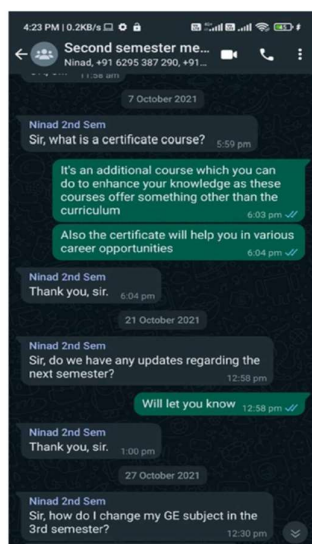 4:23 PM | 0.2KB/s
Second semester me...
Ninad, +91 6295 387 290, +91...
11:58 am
7 October 2021
Ninad 2nd Sem
Sir, what is a certificate course?
5:59 pm
It's an additional course which you can
do to enhance your knowledge as these
courses offer something other than the
curriculum
6:03 pm
Also the certificate will help you in various
career opportunities
6:04 pm
Ninad 2nd Sem
Thank you, sir. 6:04 pm
21 October 2021
Ninad 2nd Sem
Sir, do we have any updates regarding the
next semester?
12:58 pm
Will let you know 12:58 pm
Ninad 2nd Sem
Thank you, sir. 1:00 pm
27 October 2021
Ninad 2nd Sem
Sir, how do I change my GE subject in the
3rd semester?
12:30 pm